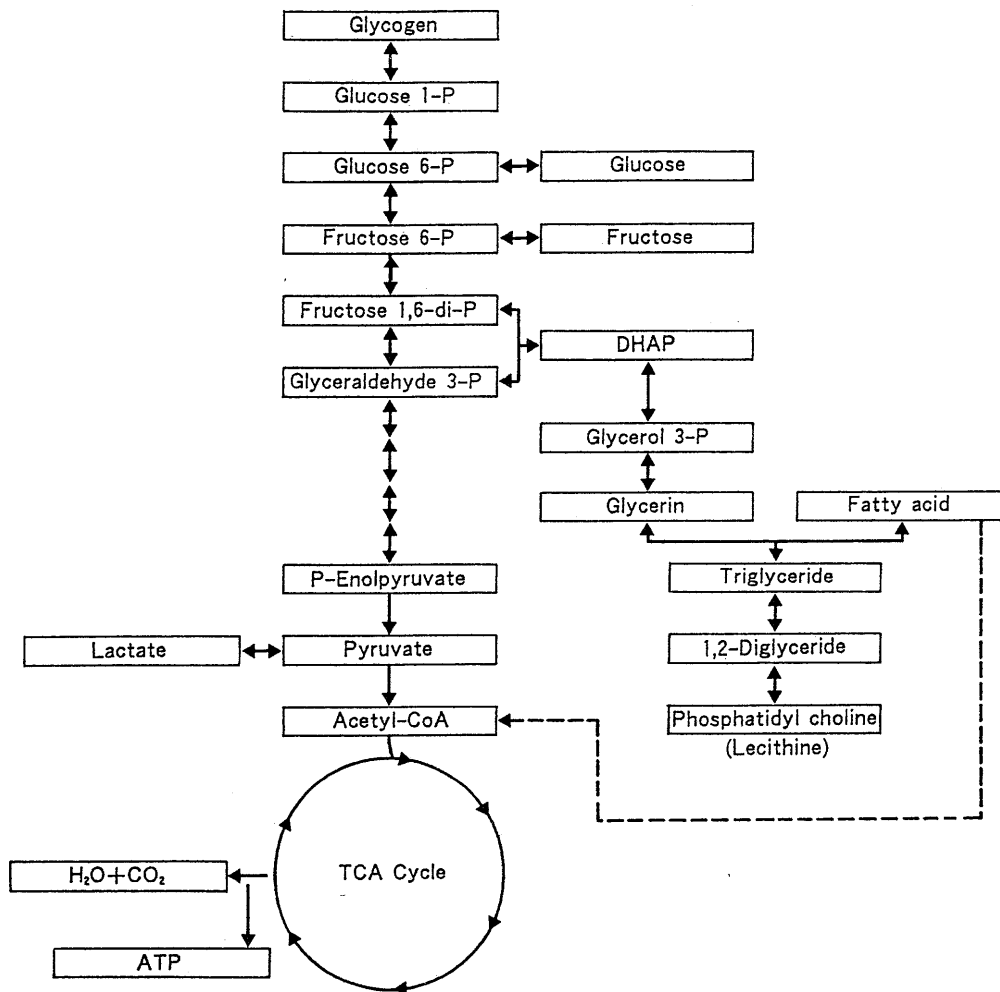 Glycogen
Glucose 1-P
Glucose 6-P
Glucose
Fructose 6-P
Fructose
Fructose 1,6-di-P
DHAP
Glyceraldehyde 3-P
Glycerol 3-P
Glycerin
Fatty acid
P-Enolpyruvate
Triglyceride
Lactate
Pyruvate
1,2-Diglyceride
Acetyl-CoA
Phosphatidyl choline
(Lecithine)
TCA Cycle
H₂O+CO₂
ATP